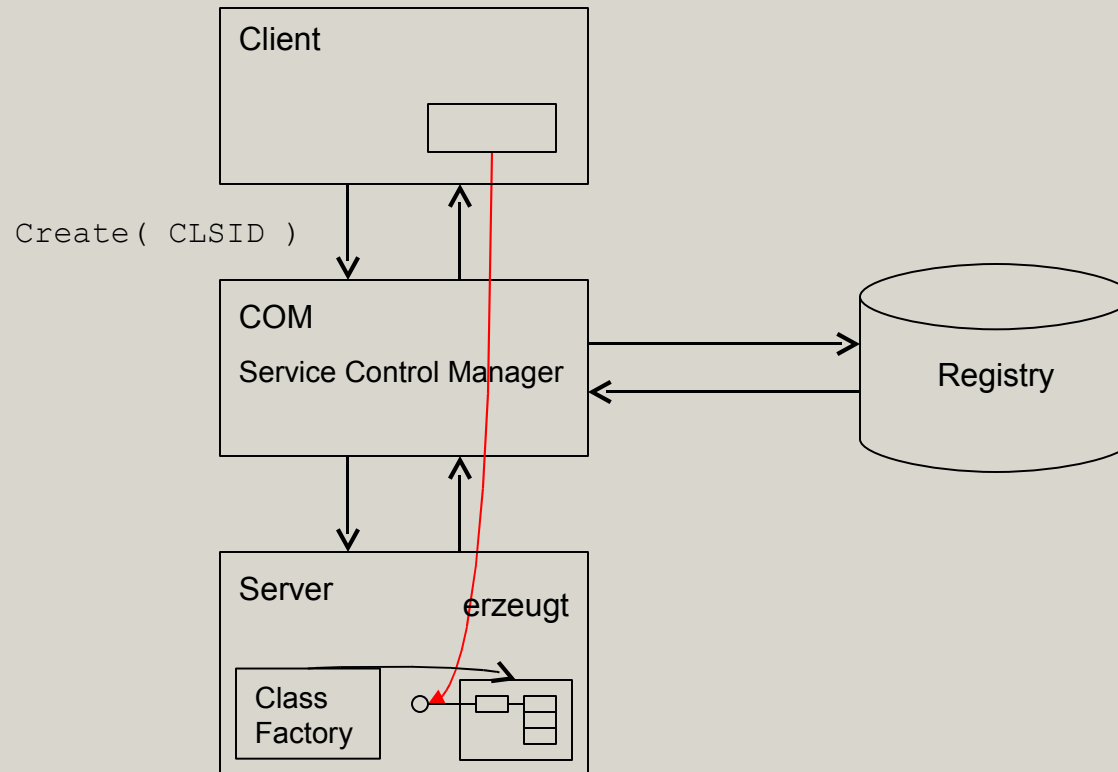 Client
Create( CLSID )
COM
Service Control Manager
Registry
Server
erzeugt
Class
Factory